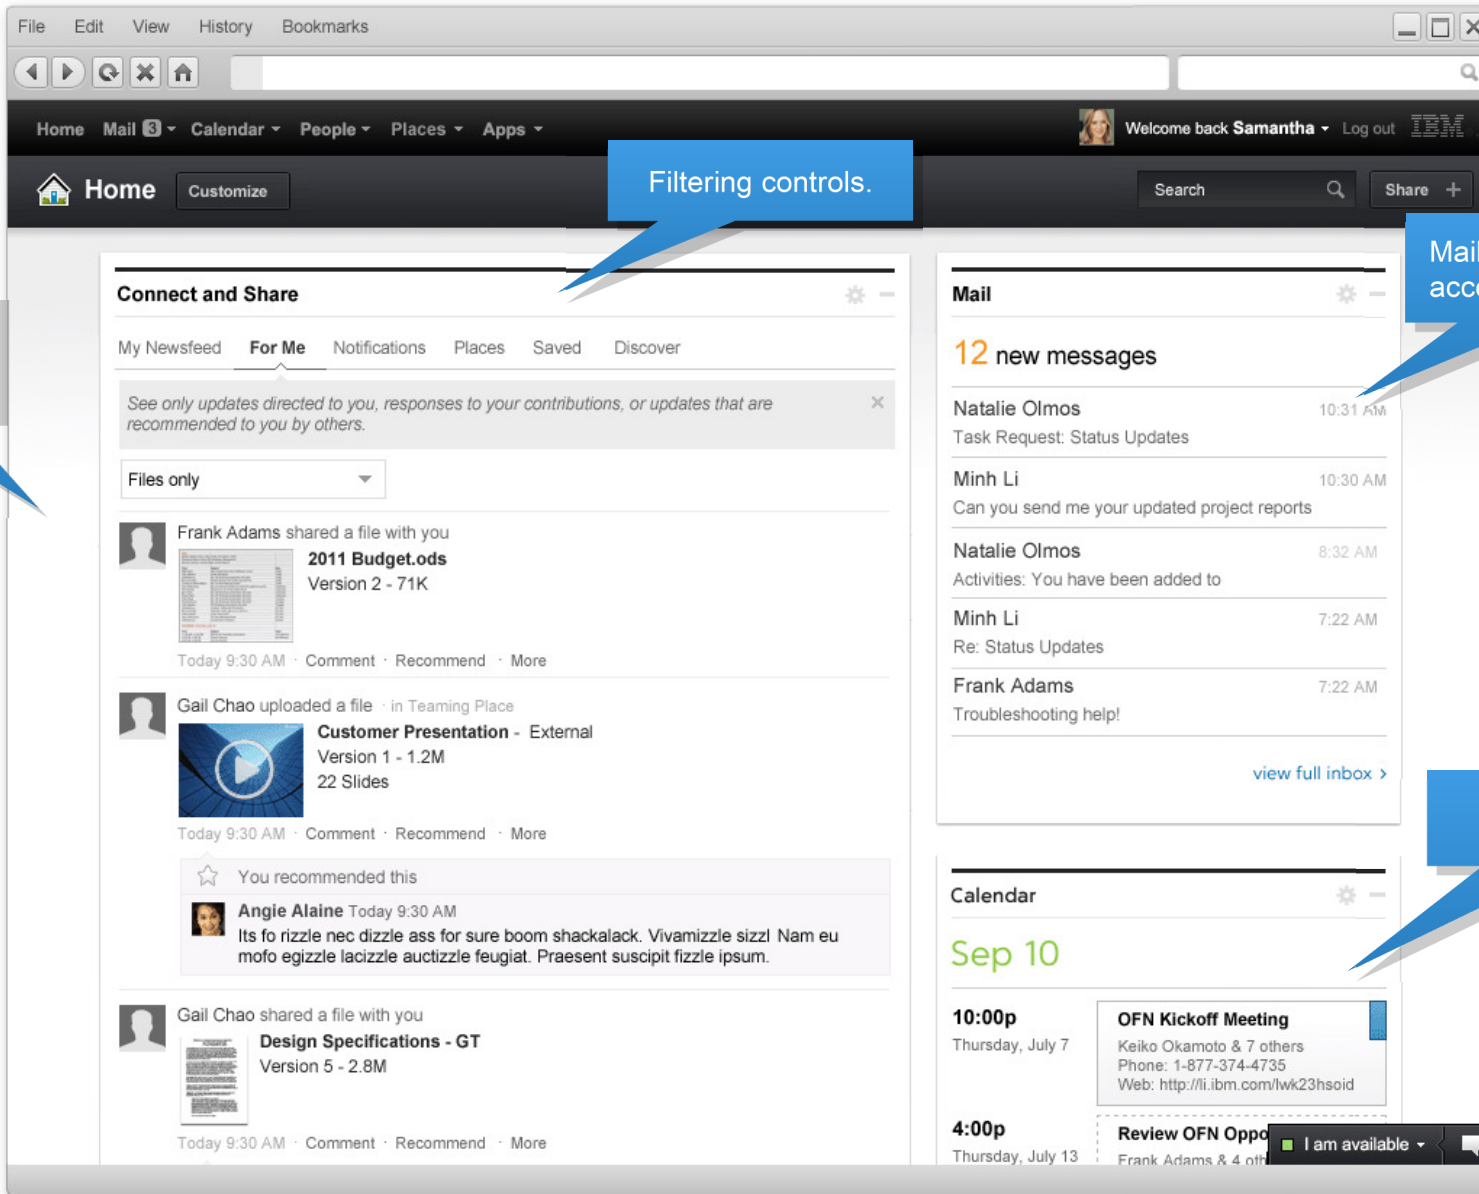 File Edit View History Bookmarks
Home Mail 3 Calendar People Places Apps
Welcome back Samantha Log out IBM
Home Customize
Filtering controls.
Search
Share +
Mail
Connect and Share
My Newsfeed For Me Notifications Places Saved Discover
See only updates directed to you, responses to your contributions, or updates that are
recommended to you by others.
Files only
Frank Adams shared a file with you
2011 Budget.ods
Version 2 - 71K
Today 9:30 AM · Comment · Recommend · More
Gail Chao uploaded a file · in Teaming Place
Customer Presentation - External
Version 1 - 1.2M
22 Slides
Today 9:30 AM · Comment · Recommend · More
You recommended this
Angie Alaine Today 9:30 AM
Its fo rizzle nec dizzle ass for sure boom shackalack. Vivamizzle sizzl Nam eu
mofo egizzle lacizzle auctizzle feugiat. Praesent suscipit fizzle ipsum.
Gail Chao shared a file with you
Design Specifications - GT
Version 5 - 2.8M
Today 9:30 AM · Comment · Recommend · More
Mail
12 new messages
Natalie Olmos 10:31 AM
Task Request: Status Updates
Minh Li 10:30 AM
Can you send me your updated project reports
Natalie Olmos 8:32 AM
Activities: You have been added to
Minh Li 7:22 AM
Re: Status Updates
Frank Adams 7:22 AM
Troubleshooting help!
view full inbox >
Calendar
Sep 10
10:00p OFN Kickoff Meeting
Thursday, July 7 Keiko Okamoto & 7 others
Phone: 1-877-374-4735
Web: http://li.ibm.com/lwk23hsoid
4:00p Review OFN Oppo
Thursday, July 13 Frank Adams & 4 oth
I am available